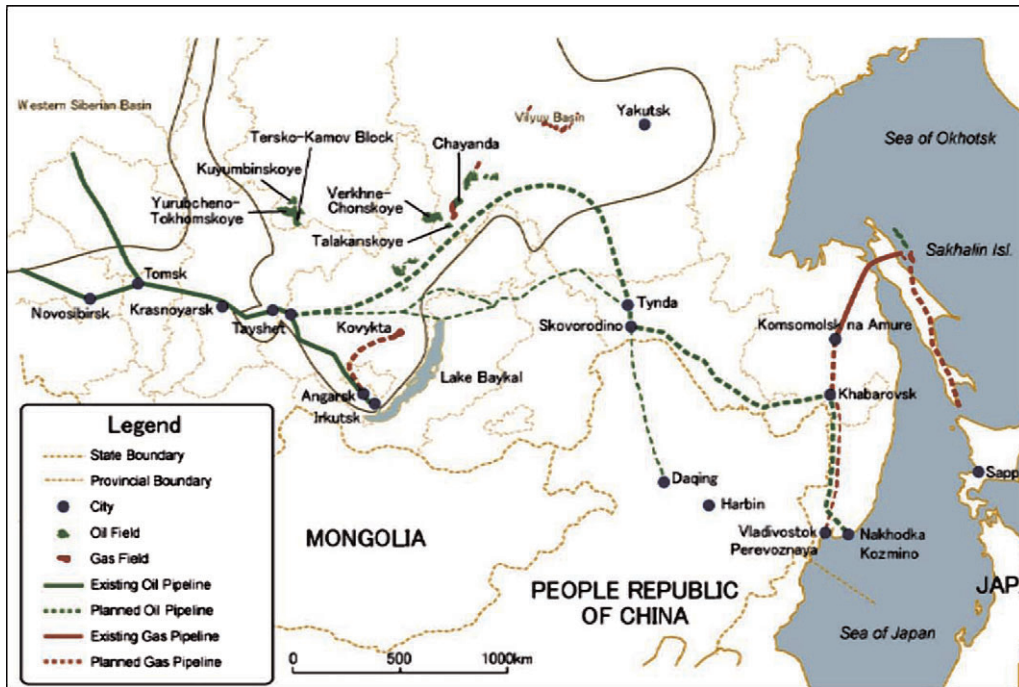 Western Siberian Basin
Tersko-Kamov Block
Kuyumbinskoye
Yurubcheno-
Tokhomskoye
Chayanda
Verkhne-
Chonskoye
Talakanskoye
Vilyuy Basin
Yakutsk
Sea of Okhotsk
Sakhalin Isl.
Tomsk
Novosibirsk
Krasnoyarsk
Tayshet
Kovykta
Angarsk
Irkutsk
Lake Baykal
Tynda
Skovorodino
Komsomolsk na Amure
Khabarovsk
Daqing
Harbin
Vladivostok
Perevoznaya
Nakhodka
Kozmino
Sapp
MONGOLIA
PEOPLE REPUBLIC
OF CHINA
JAP
Sea of Japan
Legend
State Boundary
Provincial Boundary
City
Oil Field
Gas Field
Existing Oil Pipeline
Planned Oil Pipeline
Existing Gas Pipeline
Planned Gas Pipeline
0 500 1000km